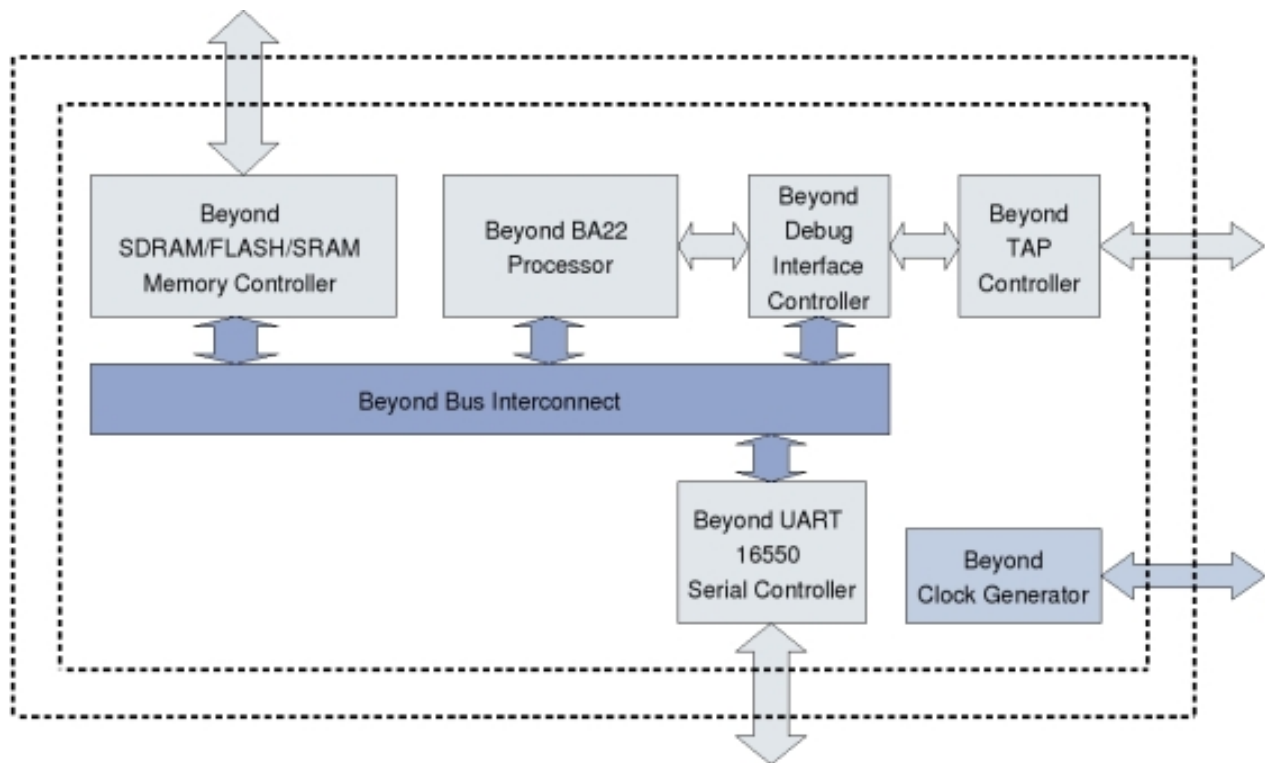 Beyond
SDRAM/FLASH/SRAM
Memory Controller
Beyond BA22
Processor
Beyond
Debug
Interface
Controller
Beyond
TAP
Controller
Beyond Bus Interconnect
Beyond UART
16550
Serial Controller
Beyond
Clock Generator